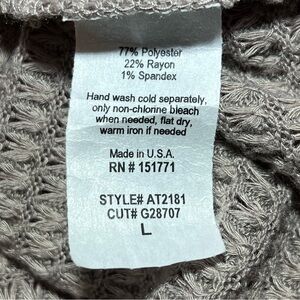 77% Polyester
22% Rayon
1% Spandex
Hand wash cold separately,
only non-chlorine bleach
when needed, flat dry,
warm iron if needed
Made in U.S.A.
RN # 151771
STYLE# AT2181
CUT# G28707
L